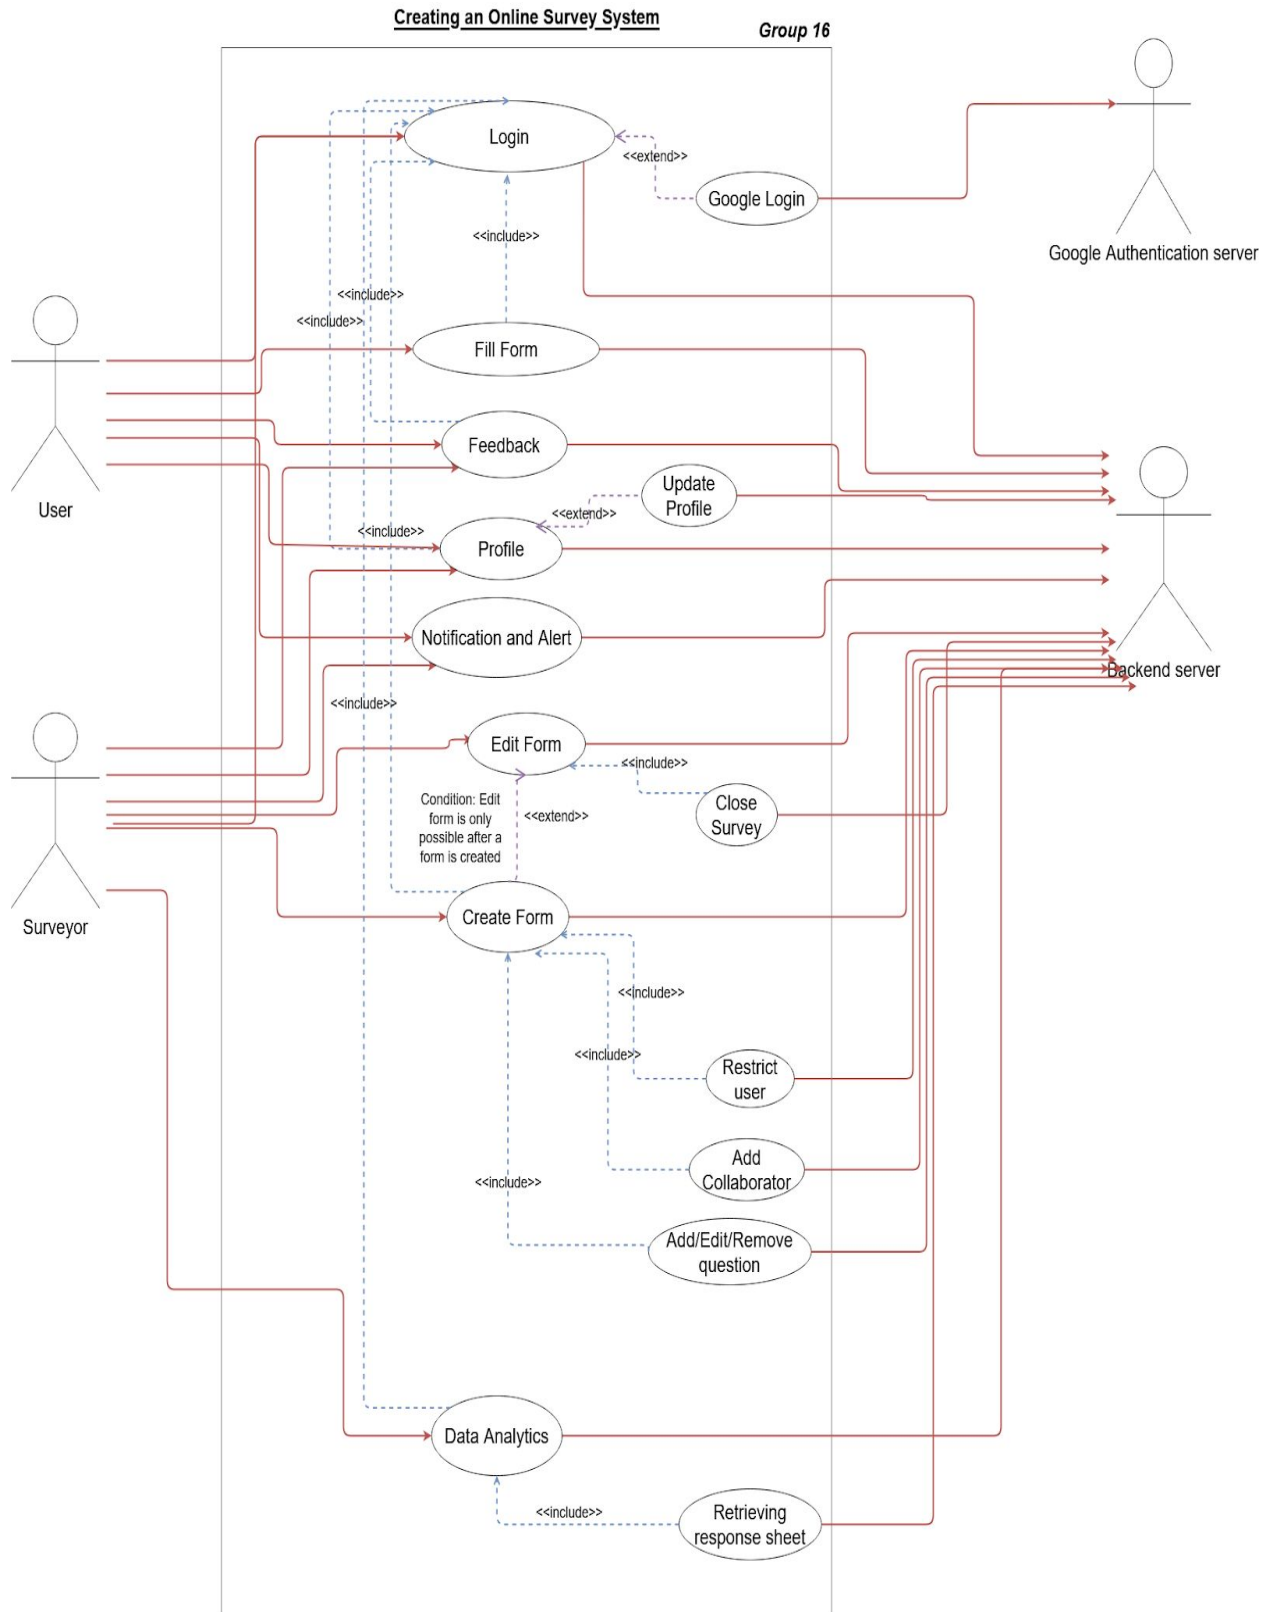 Creating an Online Survey System
Group 16
Login
<<extend>>
Google Login
Google Authentication server
<<include>>
<<include>>
<<include>>
Fill Form
User
Feedback
Update
Profile
<<extend>>
<<include>>
Profile
Notification and Alert
Backend server
<<include>>
Edit Form
<<include>>
Condition: Edit
form is only
possible after a
form is created
<<extend>>
Close
Survey
Surveyor
Create Form
<<include>>
<<include>>
Restrict
user
Add
Collaborator
<<include>>
Add/Edit/Remove
question
Data Analytics
<<include>>
Retrieving
response sheet